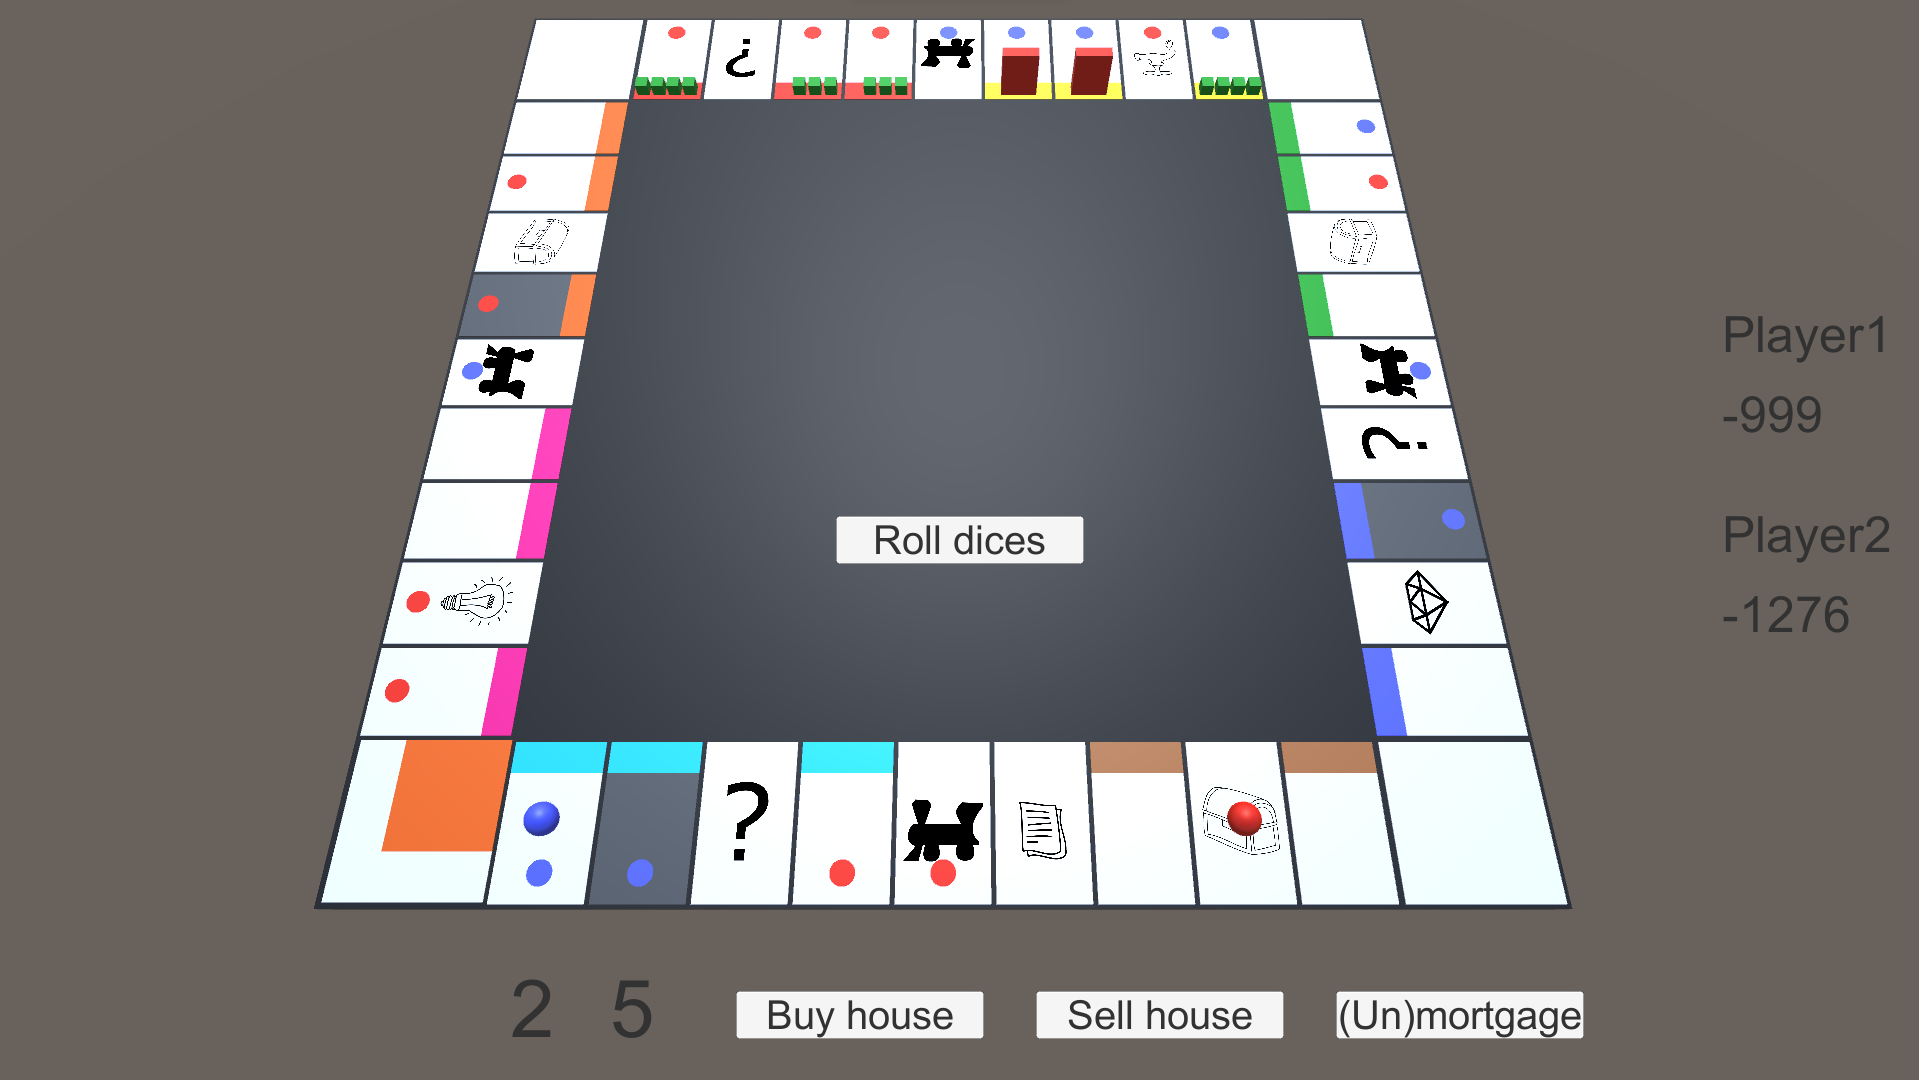 ¿
?
Roll dices
?
Player1
-999
Player2
-1276
2 5
Buy house
Sell house
(Un)mortgage